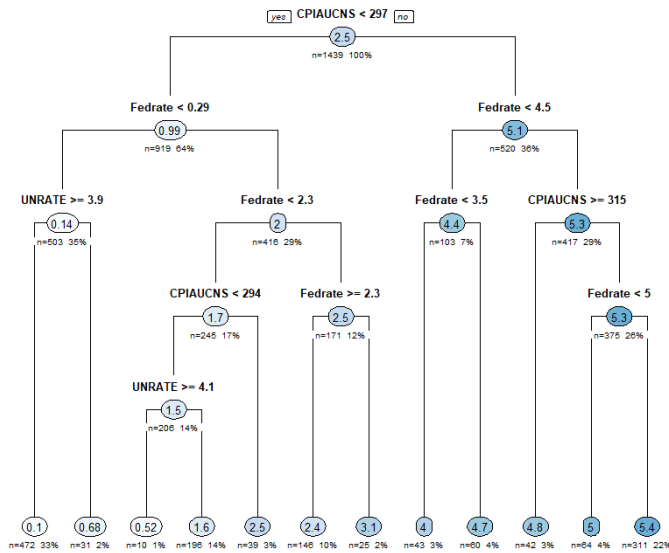 yes CPIAUCNS < 297 no
2.5
n=1439 100%
Fedrate < 0.29 Fedrate < 4.5
0.99 5.1
n=919 64% n=520 36%
UNRATE >= 3.9 Fedrate < 2.3 Fedrate < 3.5 CPIAUCNS >= 315
0.14 2 4.4 5.3
n=503 35% n=416 29% n=103 7% n=417 29%
CPIAUCNS < 294 Fedrate >= 2.3 Fedrate < 5
1.7 2.5 5.3
n=245 17% n=171 12% n=375 26%
UNRATE >= 4.1
1.5
n=206 14%
0.1 0.68 0.52 1.6 2.5 2.4 3.1 4 4.7 4.8 5 5.4
n=472 33% n=31 2% n=10 1% n=196 14% n=39 3% n=146 10% n=25 2% n=43 3% n=60 4% n=42 3% n=64 4% n=311 22%